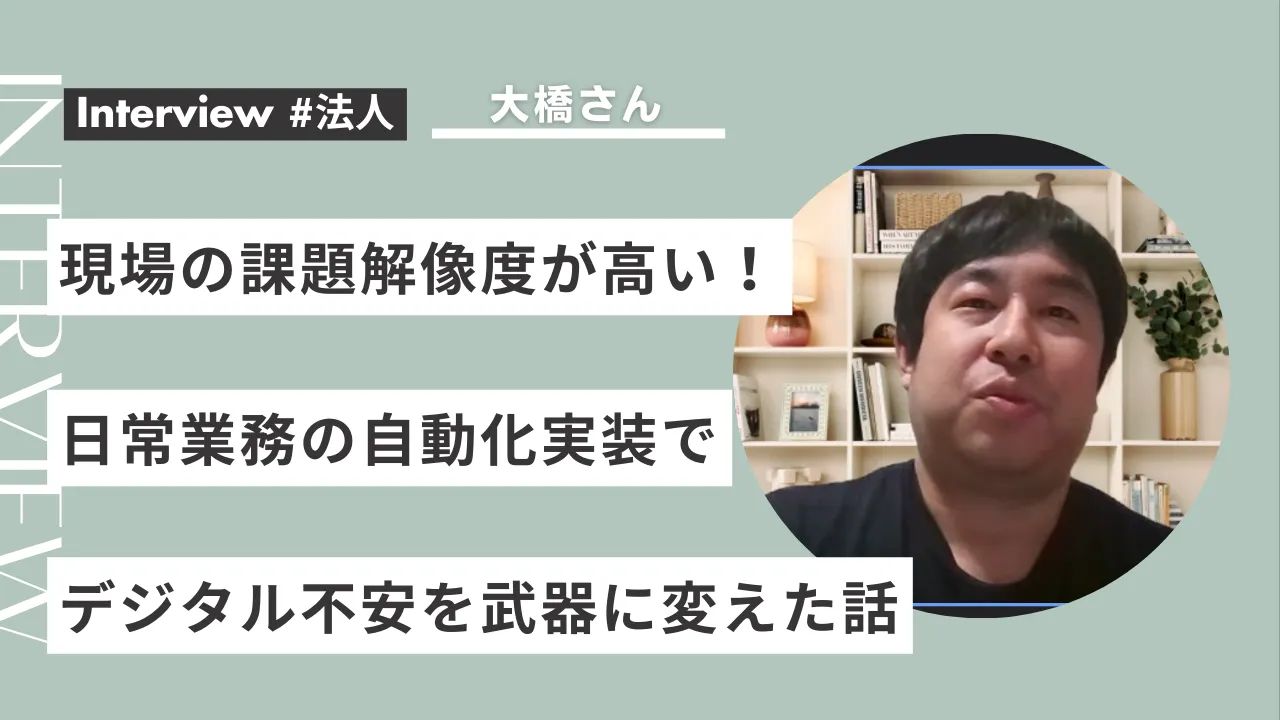 INTERVIEW
Interview #法人
大橋さん
現場の課題解像度が高い！
日常業務の自動化実装で
デジタル不安を武器に変えた話